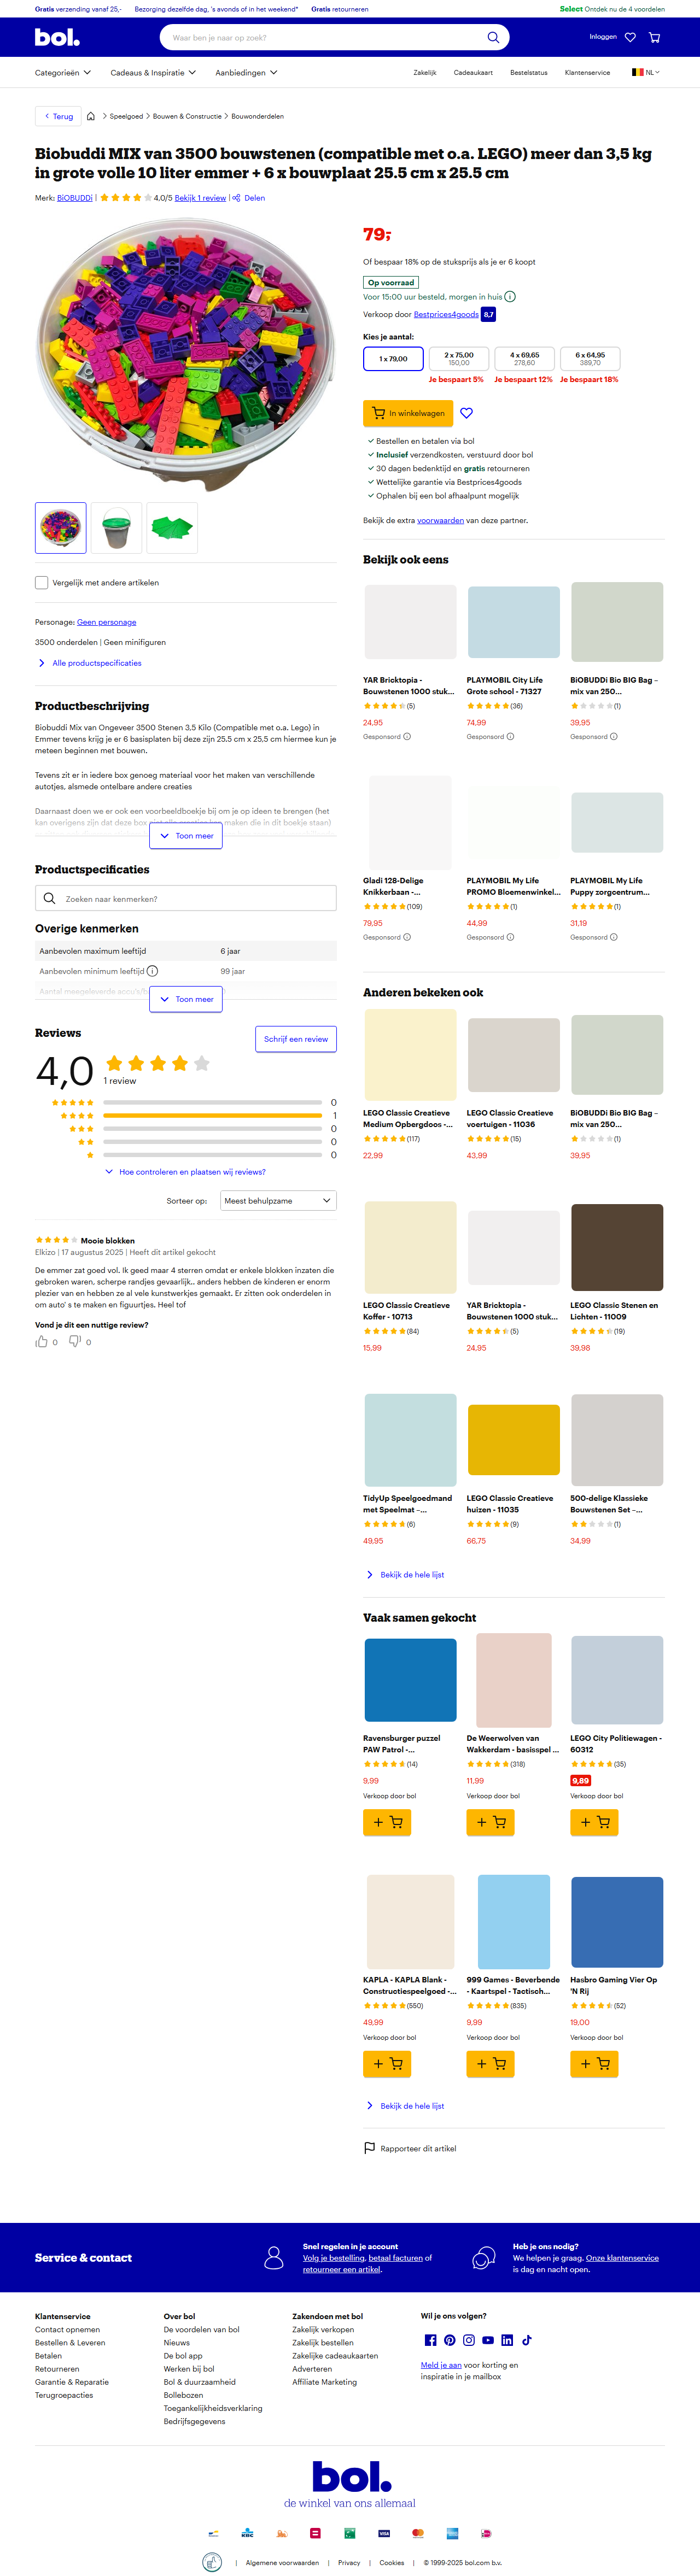 Gratis verzending vanaf 25,- Bezorging dezelfde dag, 's avonds of in het weekend* Gratis retourneren Select Ontdek nu de 4 voordelen
bol. Waar ben je naar op zoek? Inloggen
Categorieën Cadeaus & Inspiratie Aanbiedingen Zakelijk Cadeaukaart Bestelstatus Klantenservice NL
Terug Speelgoed Bouwen & Constructie Bouwonderdelen
Biobuddi MIX van 3500 bouwstenen (compatible met o.a. LEGO) meer dan 3,5 kg
in grote volle 10 liter emmer + 6 x bouwplaat 25.5 cm x 25.5 cm
Merk: BiOBUDDi | 4,0/5 Bekijk 1 review | Delen
79,-
Of bespaar 18% op de stuksprijs als je er 6 koopt
Op voorraad
Voor 15:00 uur besteld, morgen in huis
Verkoop door Bestprices4goods 8,7
Kies je aantal:
1 x 79,00
2 x 75,00
150,00
Je bespaart 5%
4 x 69,65
278,60
Je bespaart 12%
6 x 64,95
389,70
Je bespaart 18%
In winkelwagen
Bestellen en betalen via bol
Inclusief verzendkosten, verstuurd door bol
30 dagen bedenktijd en gratis retourneren
Wettelijke garantie via Bestprices4goods
Ophalen bij een bol afhaalpunt mogelijk
Bekijk de extra voorwaarden van deze partner.
Vergelijk met andere artikelen
Personage: Geen personage
3500 onderdelen | Geen minifiguren
Alle productspecificaties
Productbeschrijving
Biobuddi Mix van Ongeveer 3500 Stenen 3,5 Kilo (Compatible met o.a. Lego) in
Emmer tevens krijg je er 6 basisplaten bij deze zijn 25,5 cm x 25,5 cm hiermee kun je
meteen beginnen met bouwen.
Tevens zit er in iedere box genoeg materiaal voor het maken van verschillende
autotjes, alsmede ontelbare andere creaties
Daarnaast doen we er ook een voorbeeldboekje bij om je op ideen te brengen (het
kan overigens zijn dat deze box maken die in dit boekje staan)
Toon meer
Productspecificaties
Zoeken naar kenmerken?
Overige kenmerken
Aanbevolen maximum leeftijd 6 jaar
Aanbevolen minimum leeftijd 99 jaar
Aantal meegeleverde
Toon meer
Reviews
Schrijf een review
4,0
1 review
0
1
0
0
0
Hoe controleren en plaatsen wij reviews?
Sorteer op: Meest behulpzame
Mooie blokken
Elkizo | 17 augustus 2025 | Heeft dit artikel gekocht
De emmer zat goed vol. Ik geed maar 4 sterren omdat er enkele blokken inzaten die
gebroken waren, scherpe randjes gevaarlijk.. anders hebben de kinderen er enorm
plezier van en hebben ze al vele kunstwerkjes gemaakt. Er zitten ook onderdelen in
om auto' s te maken en figuurtjes. Heel tof
Vond je dit een nuttige review?
0 0
Bekijk ook eens
YAR Bricktopia -
Bouwstenen 1000 stuk...
(5)
24,95
Gesponsord
PLAYMOBIL City Life
Grote school - 71327
(36)
74,99
Gesponsord
BiOBUDDi Bio BIG Bag –
mix van 250...
(1)
39,95
Gesponsord
Gladi 128-Delige
Knikkerbaan -...
(109)
79,95
Gesponsord
PLAYMOBIL My Life
PROMO Bloemenwinkel...
(1)
44,99
Gesponsord
PLAYMOBIL My Life
Puppy zorgcentrum...
(1)
31,19
Gesponsord
Anderen bekeken ook
LEGO Classic Creatieve
Medium Opbergdoos -...
(117)
22,99
LEGO Classic Creatieve
voertuigen - 11036
(15)
43,99
BiOBUDDi Bio BIG Bag –
mix van 250...
(1)
39,95
LEGO Classic Creatieve
Koffer - 10713
(84)
15,99
YAR Bricktopia -
Bouwstenen 1000 stuk...
(5)
24,95
LEGO Classic Stenen en
Lichten - 11009
(19)
39,98
TidyUp Speelgoedmand
met Speelmat –...
(6)
49,95
LEGO Classic Creatieve
huizen - 11035
(9)
66,75
500-delige Klassieke
Bouwstenen Set –...
(1)
34,99
Bekijk de hele lijst
Vaak samen gekocht
Ravensburger puzzel
PAW Patrol -...
(14)
9,99
Verkoop door bol
De Weerwolven van
Wakkerdam - basisspel ...
(318)
11,99
Verkoop door bol
LEGO City Politiewagen -
60312
(35)
9,89
Verkoop door bol
KAPLA - KAPLA Blank -
Constructiespeelgoed -...
(550)
49,99
Verkoop door bol
999 Games - Beverbende
- Kaartspel - Tactisch...
(835)
9,99
Verkoop door bol
Hasbro Gaming Vier Op
'N Rij
(52)
19,00
Verkoop door bol
Bekijk de hele lijst
Rapporteer dit artikel
Service & contact
Snel regelen in je account
Volg je bestelling, betaal facturen of
retourneer een artikel.
Heb je ons nodig?
We helpen je graag. Onze klantenservice
is dag en nacht open.
Klantenservice
Contact opnemen
Bestellen & Leveren
Betalen
Retourneren
Garantie & Reparatie
Terugroepacties
Over bol
De voordelen van bol
Nieuws
De bol app
Werken bij bol
Bol & duurzaamheid
Bollebozen
Toegankelijkheidsverklaring
Bedrijfsgegevens
Zakendoen met bol
Zakelijk verkopen
Zakelijk bestellen
Zakelijke cadeaukaarten
Adverteren
Affiliate Marketing
Wil je ons volgen?
Meld je aan voor korting en
inspiratie in je mailbox
bol.
de winkel van ons allemaal
KBC VISA
| Algemene voorwaarden | Privacy | Cookies | © 1999-2025 bol.com b.v.